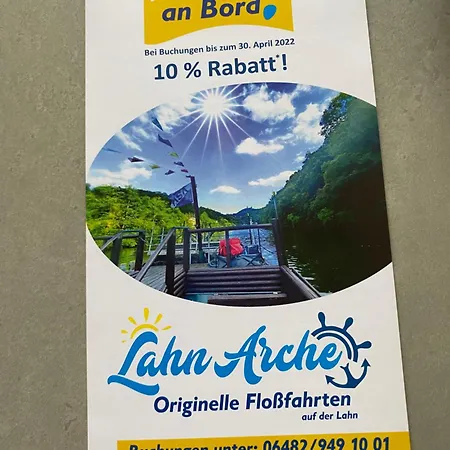 an Bord
Bei Buchungen bis zum 30. April 2022
10 % Rabatt*!
Lahn Arche
Originelle Floßfahrten
auf der Lahn
Buchungen unter: 06482/949 10 01